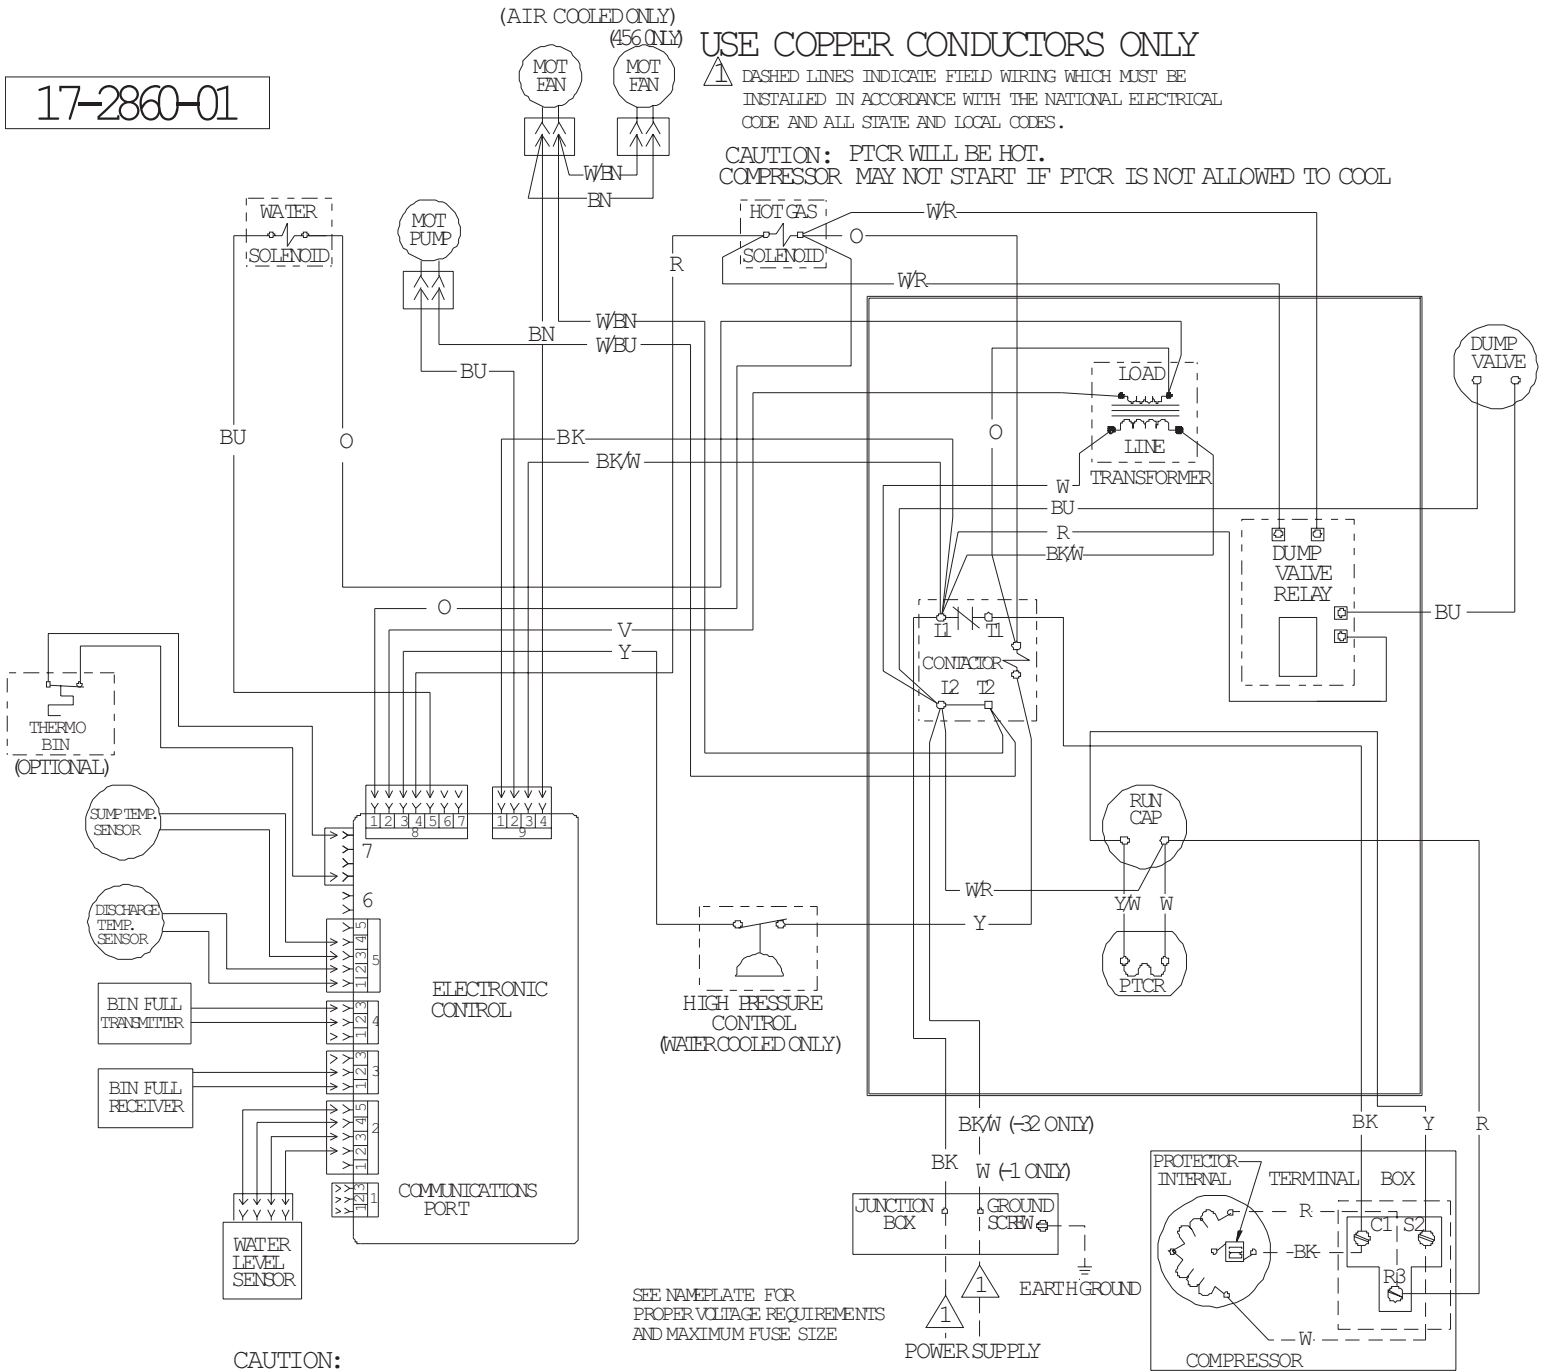 (AIR COOLED ONLY)
(456 ONLY)
USE COPPER CONDUCTORS ONLY
1 DASHED LINES INDICATE FIELD WIRING WHICH MUST BE
INSTALLED IN ACCORDANCE WITH THE NATIONAL ELECTRICAL
CODE AND ALL STATE AND LOCAL CODES.
CAUTION: PTCR WILL BE HOT.
COMPRESSOR MAY NOT START IF PTCR IS NOT ALLOWED TO COOL
17-2860-01
MOT
FAN
MOT
FAN
W/BN
BN
WATER
SOLENOID
MOT
PUMP
HOT GAS
SOLENOID
W/R
O
R
W/R
BN
W/BN
W/BU
BU
DUMP
VALVE
LOAD
LINE
TRANSFORMER
BU
O
BK
BK/W
O
W
BU
R
BK/W
DUMP
VALVE
RELAY
BU
O
V
Y
L1
T1
CONTACTOR
L2
T2
THERMO
BIN
(OPTIONAL)
SUMP TEMP.
SENSOR
1 2 3 4 5 6 7
8
1 2 3 4
9
7
6
RUN
CAP
DISCHARGE
TEMP.
SENSOR
5
4
3
2
1
5
W/R
Y/W
W
Y
PTCR
BIN FULL
TRANSMITTER
3
2
1
4
ELECTRONIC
CONTROL
HIGH PRESSURE
CONTROL
(WATER COOLED ONLY)
BIN FULL
RECEIVER
3
2
1
3
5
4
3
2
1
2
BK/W (-32 ONLY)
BK
W (-1 ONLY)
BK
Y
R
1 2 3
1
COMMUNICATIONS
PORT
WATER
LEVEL
SENSOR
JUNCTION
BOX
GROUND
SCREW
EARTH GROUND
PROTECTOR
INTERNAL
TERMINAL BOX
R
BK
W
C1
S2
R3
COMPRESSOR
SEE NAMEPLATE FOR
PROPER VOLTAGE REQUIREMENTS
AND MAXIMUM FUSE SIZE
1
1
POWER SUPPLY
CAUTION: